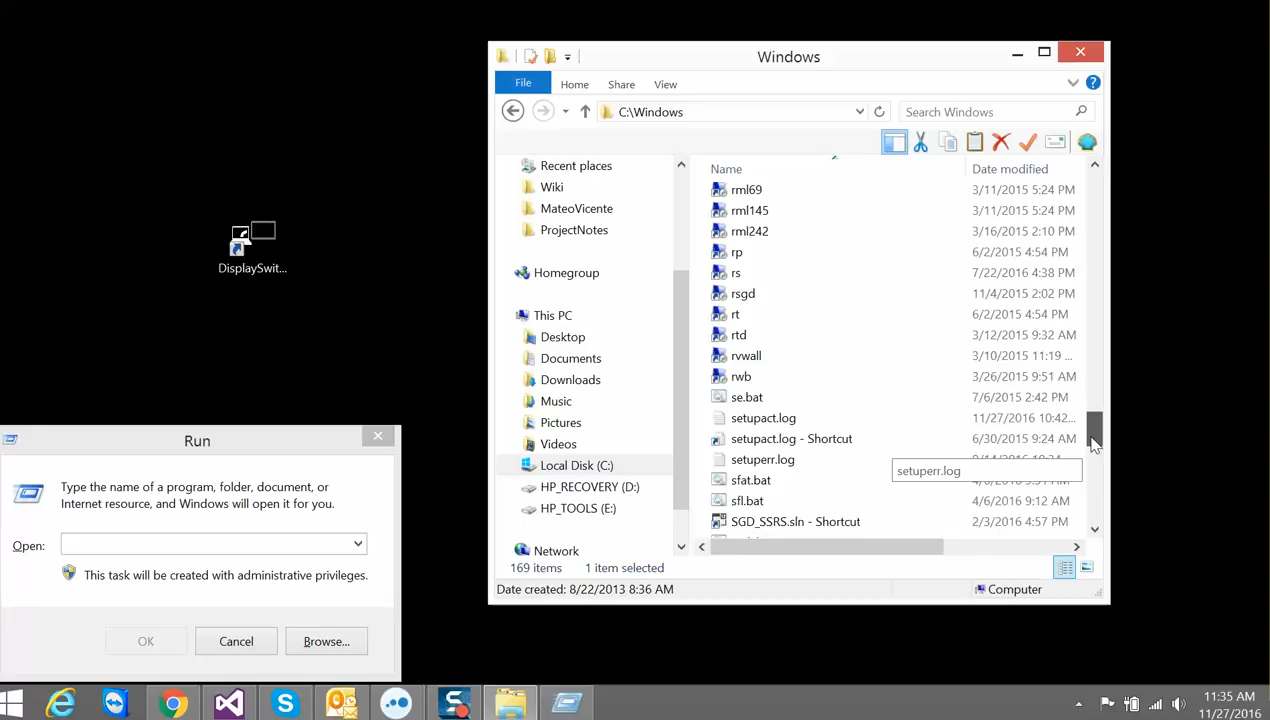 DisplaySwit...
Windows
File
Home
Share
View
C:\Windows
Search Windows
Recent places
Wiki
MateoVicente
ProjectNotes
Homegroup
This PC
Desktop
Documents
Downloads
Music
Pictures
Videos
Local Disk (C:)
HP_RECOVERY (D:)
HP_TOOLS (E:)
Network
Name Date modified
rml69 3/11/2015 5:24 PM
rml145 3/11/2015 5:24 PM
rml242 3/16/2015 2:10 PM
rp 6/2/2015 4:54 PM
rs 7/22/2016 4:38 PM
rsgd 11/4/2015 2:02 PM
rt 6/2/2015 4:54 PM
rtd 3/12/2015 9:32 AM
rvwall 3/10/2015 11:19 ...
rwb 3/26/2015 9:51 AM
se.bat 7/6/2015 2:42 PM
setupact.log 11/27/2016 10:42...
setupact.log - Shortcut 6/30/2015 9:24 AM
setuperr.log
setuperr.log
sfat.bat
sfl.bat 4/6/2016 9:12 AM
SGD_SSRS.sln - Shortcut 2/3/2016 4:57 PM
169 items 1 item selected
Date created: 8/22/2013 8:36 AM
Computer
Run
Type the name of a program, folder, document, or
Internet resource, and Windows will open it for you.
Open:
This task will be created with administrative privileges.
OK
Cancel
Browse...
11:35 AM
11/27/2016